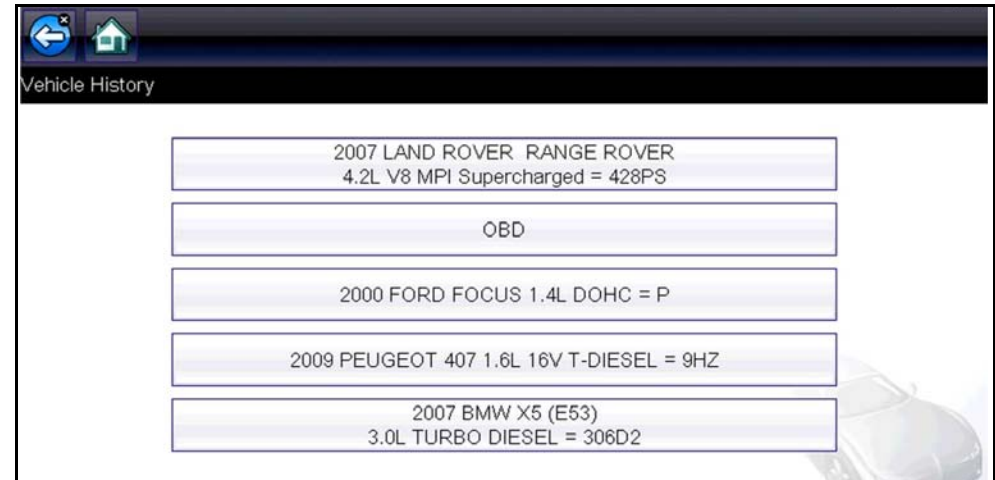 Vehicle History
2007 LAND ROVER RANGE ROVER
4.2L V8 MPI Supercharged = 428PS
OBD
2000 FORD FOCUS 1.4L DOHC = P
2009 PEUGEOT 407 1.6L 16V T-DIESEL = 9HZ
2007 BMW X5 (E53)
3.0L TURBO DIESEL = 306D2